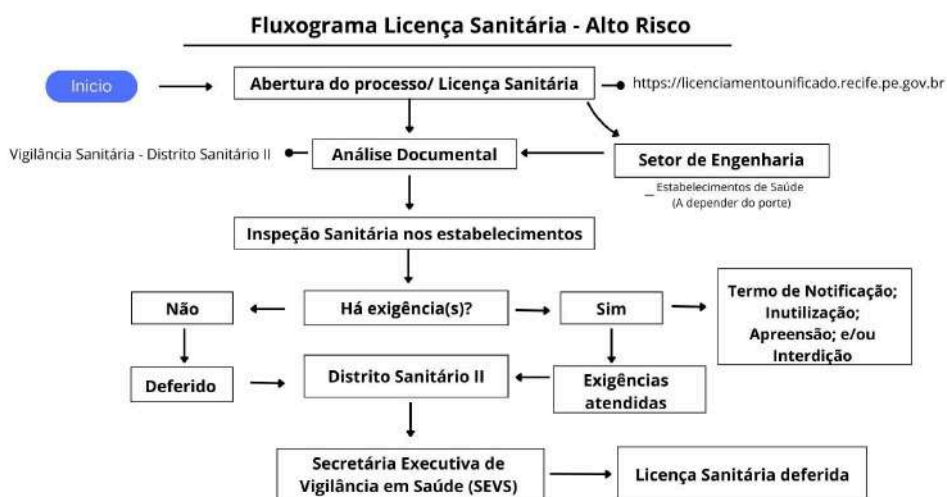 Fluxograma Licença Sanitária - Alto Risco
Inicio
Abertura do processo/ Licença Sanitária
https://licenciamentounificado.recife.pe.gov.br
Vigilância Sanitária - Distrito Sanitário II
Análise Documental
Setor de Engenharia
Estabelecimentos de Saúde
(A depender do porte)
Inspeção Sanitária nos estabelecimentos
Não
Há exigência(s)?
Sim
Termo de Notificação;
Inutilização;
Apreensão; e/ou
Interdição
Deferido
Distrito Sanitário II
Exigências
atendidas
Secretária Executiva de
Vigilância em Saúde (SEVS)
Licença Sanitária deferida